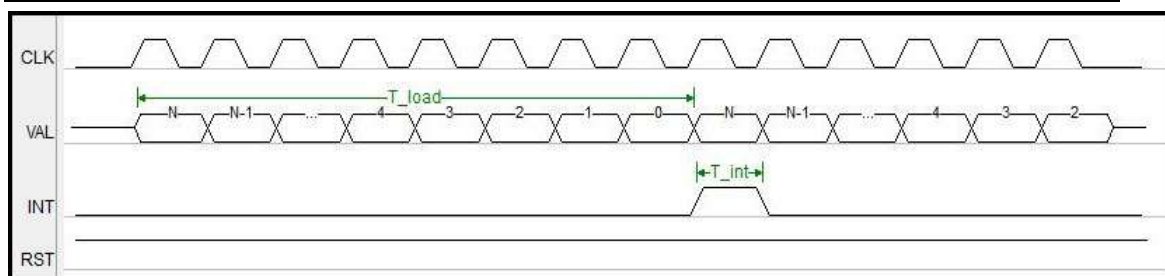 CLK
T_load
VAL N N-1 ... 4 3 2 1 0 N N-1 ... 4 3 2
T_int
INT
RST